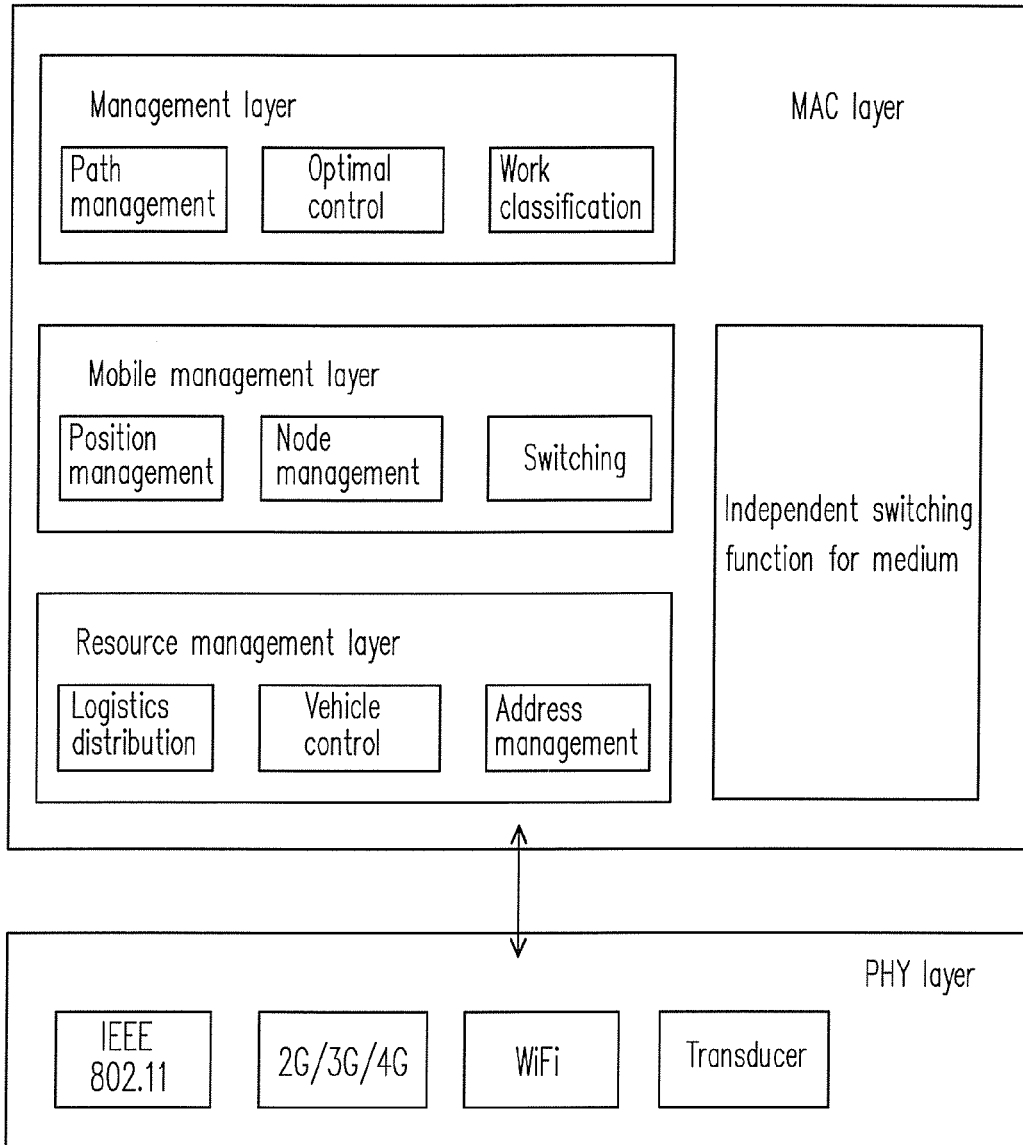 MAC layer
Management layer
Path
management
Optimal
control
Work
classification
Mobile management layer
Position
management
Node
management
Switching
Independent switching
function for medium
Resource management layer
Logistics
distribution
Vehicle
control
Address
management
PHY layer
IEEE
802.11
2G/3G/4G
WiFi
Transducer